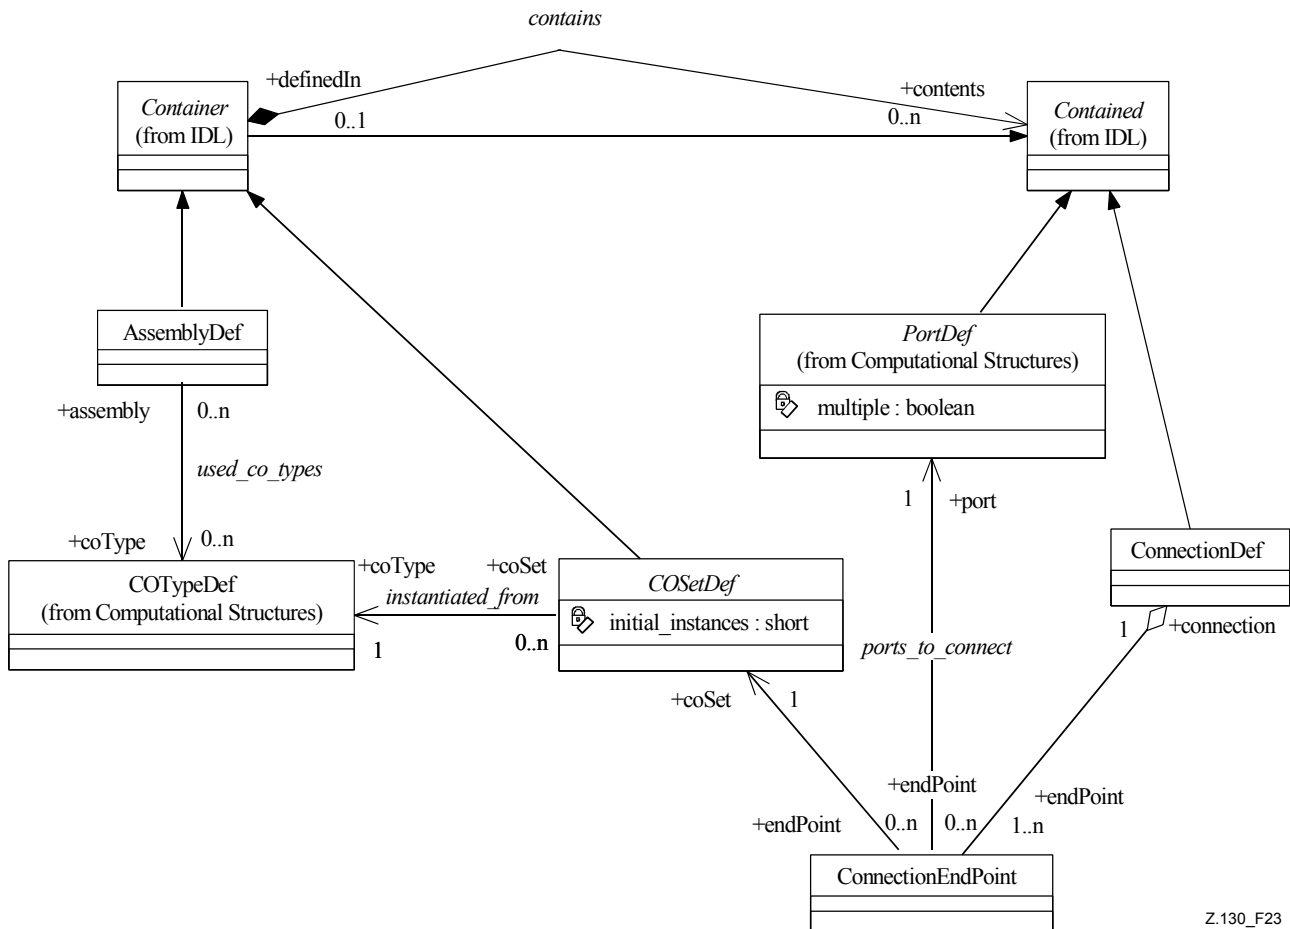 contains
+definedIn
+contents
Container
(from IDL)
0..1
0..n
Contained
(from IDL)
AssemblyDef
PortDef
(from Computational Structures)
multiple : boolean
+assembly
0..n
used_co_types
1
+port
+coType
0..n
ConnectionDef
COTypeDef
(from Computational Structures)
+coType
+coSet
instantiated_from
1
0..n
COSetDef
initial_instances : short
1
+connection
ports_to_connect
+coSet
1
+endPoint
+endPoint
+endPoint
0..n
0..n
1..n
ConnectionEndPoint
Z.130_F23